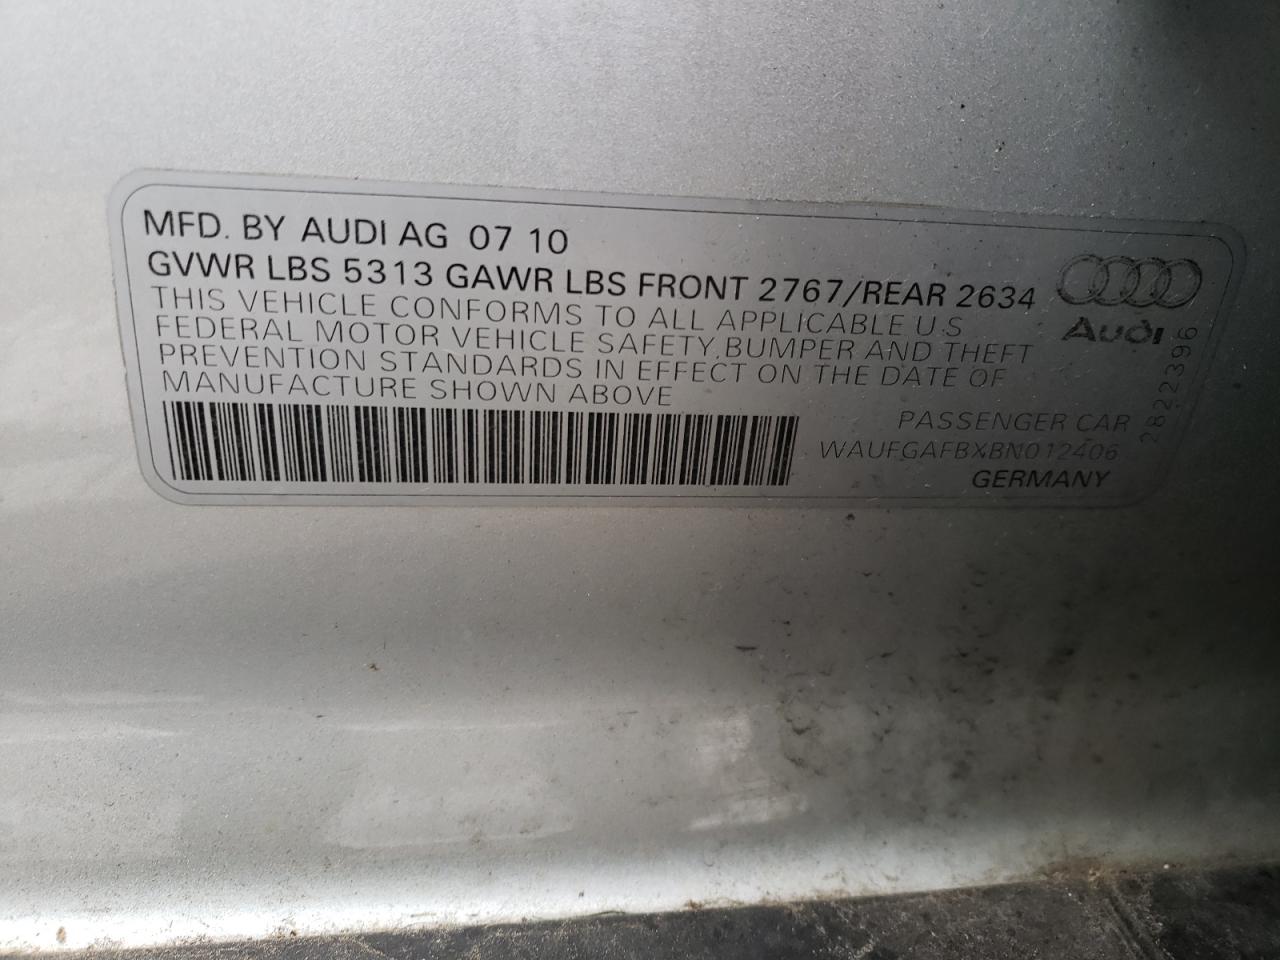 MFD. BY AUDI AG 07 10
GVWR LBS 5313 GAWR LBS FRONT 2767/REAR 2634
THIS VEHICLE CONFORMS TO ALL APPLICABLE U.S
FEDERAL MOTOR VEHICLE SAFETY, BUMPER AND THEFT
PREVENTION STANDARDS IN EFFECT ON THE DATE OF
MANUFACTURE SHOWN ABOVE
Audi
28222396
PASSENGER CAR
WAUFGAFBXBN012406
GERMANY